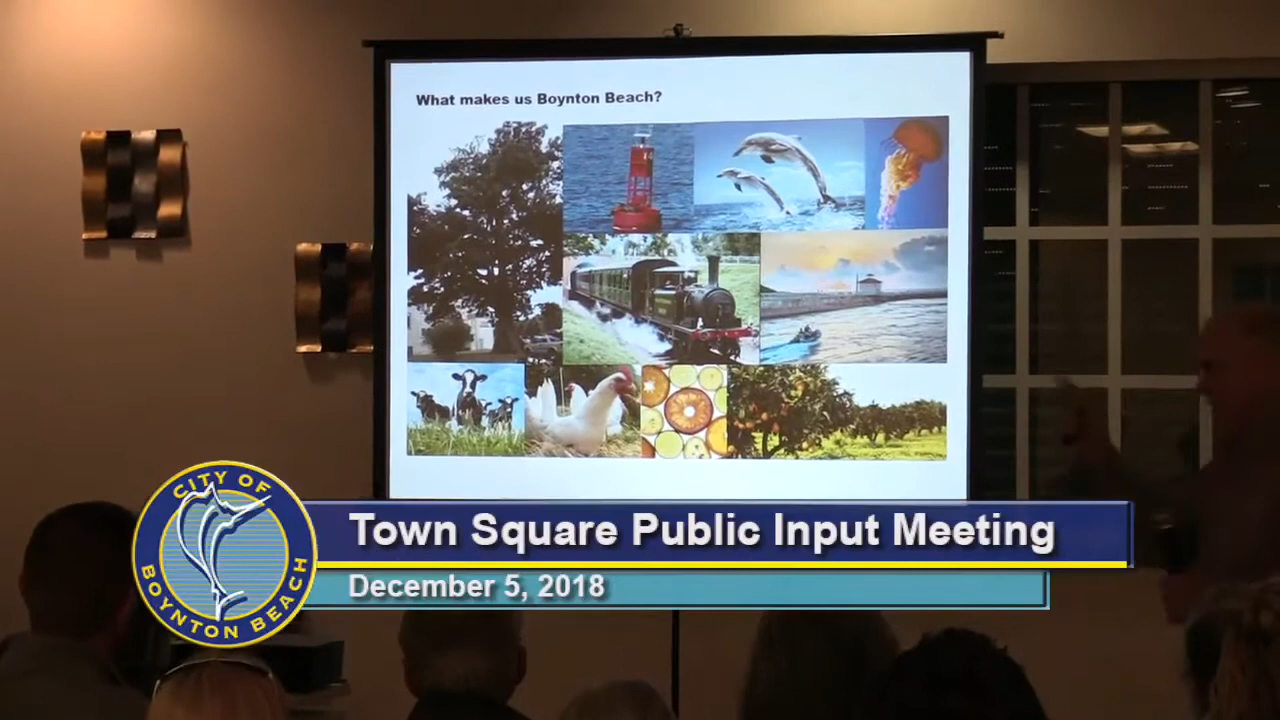 What makes us Boynton Beach?
CITY OF
BOYNTON BEACH
Town Square Public Input Meeting
December 5, 2018